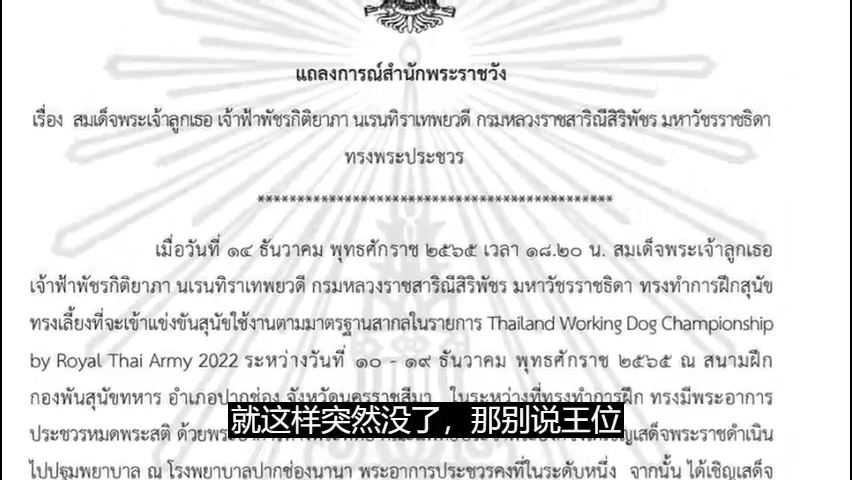 แถลงการณ์สำนักพระราชวัง
เรื่อง สมเด็จพระเจ้าลูกเธอ เจ้าฟ้าพัชรกิติยาภา นเรนทิราเทพยวดี กรมหลวงราชสาริณีสิริพัชร มหาวัชรราชธิดา
ทรงพระประชวร
******************************************
เมื่อวันที่ ๑๔ ธันวาคม พุทธศักราช ๒๕๖๕ เวลา ๑๘.๒๐ น. สมเด็จพระเจ้าลูกเธอ
เจ้าฟ้าพัชรกิติยาภา นเรนทิราเทพยวดี กรมหลวงราชสาริณีสิริพัชร มหาวัชรราชธิดา ทรงทำการฝึกสุนัข
ทรงเลี้ยงที่จะเข้าแข่งขันสุนัขใช้งานตามมาตรฐานสากลในรายการ Thailand Working Dog Championship
by Royal Thai Army 2022 ระหว่างวันที่ ๑๐ - ๑๙ ธันวาคม พุทธศักราช ๒๕๖๕ ณ สนามฝึก
กองพันสุนัขทหาร อำเภอปากช่อง จังหวัดนครราชสีมา ในระหว่างที่ทรงทำการฝึก ทรงมีพระอาการ
就这样突然没了，那别说王位
ประชวรหมดพระสติ ด้วยพระ เสด็จพระราชดำเนิน
ไปปฐมพยาบาล ณ โรงพยาบาลปากช่องนานา พระอาการประชวรคงที่ในระดับหนึ่ง จากนั้น ได้เชิญเสด็จ